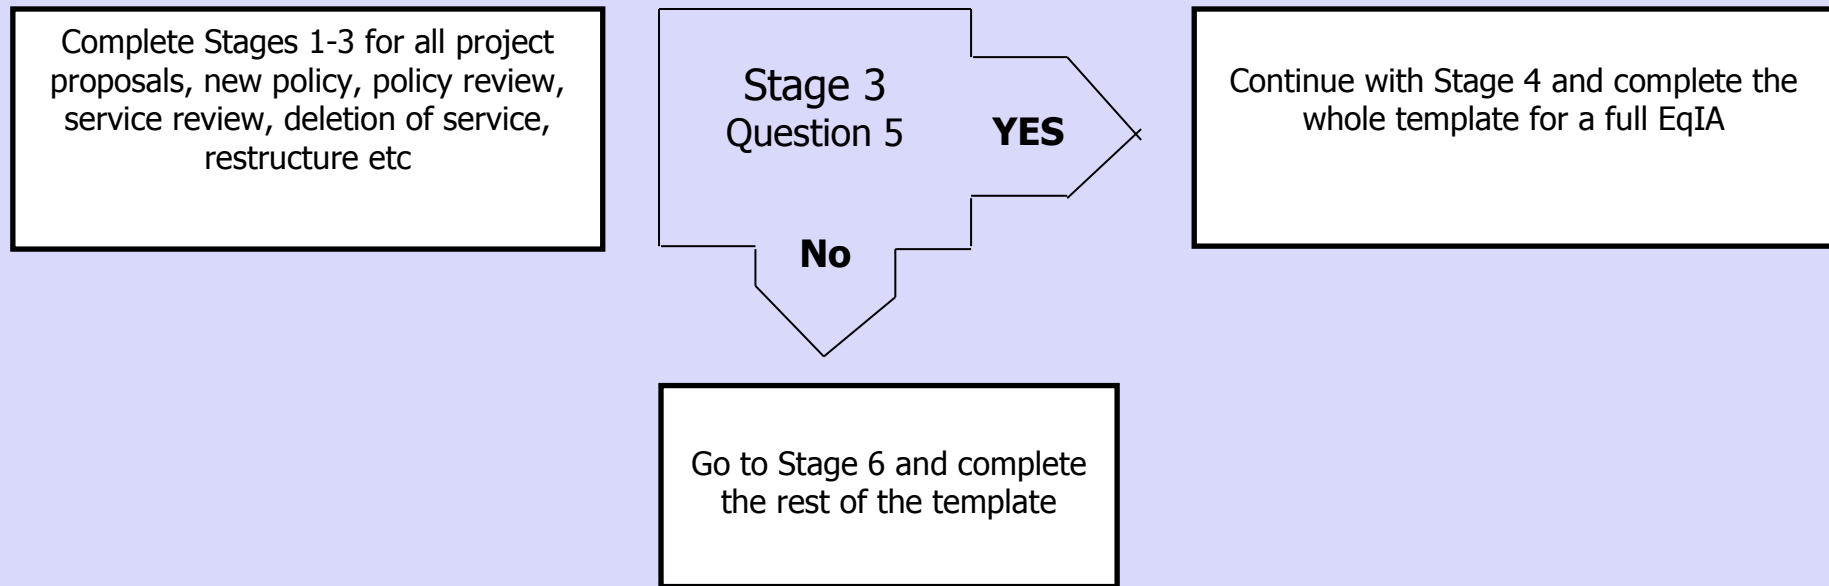 Complete Stages 1-3 for all project
proposals, new policy, policy review,
service review, deletion of service,
restructure etc
Stage 3
Question 5
YES
No
Continue with Stage 4 and complete the
whole template for a full EqIA
Go to Stage 6 and complete
the rest of the template